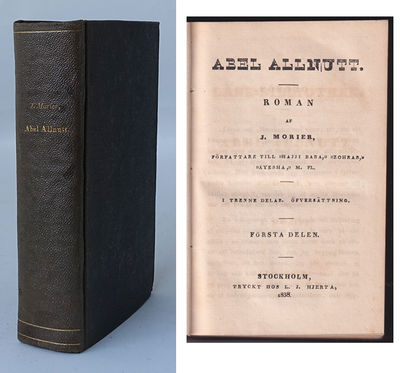 J. Morier,
Abel Allnutt.
ABEL ALLNUTT.
ROMAN
AF
J. MORIER,
FÖRFATTARE TILL »HAJJI BABA,» »ZOHRAB,»
»AYESHA,» M. FL.
I TRENNE DELAR. ÖFVERSÄTTNING.
FÖRSTA DELEN.
STOCKHOLM,
TRYCKT HOS L. J. HJERTA,
1838.